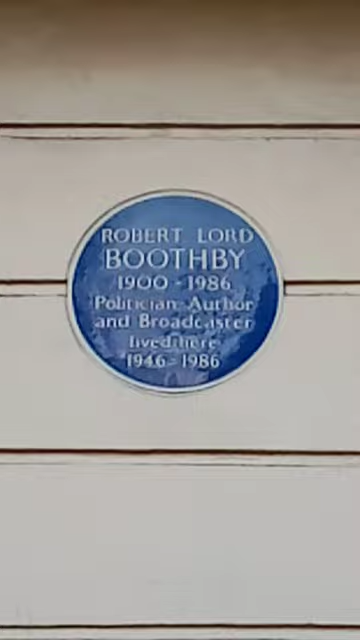 ROBERT LORD
BOOTHBY
1900-1986
Politician Author
and Broadcaster
lived here
1946-1986